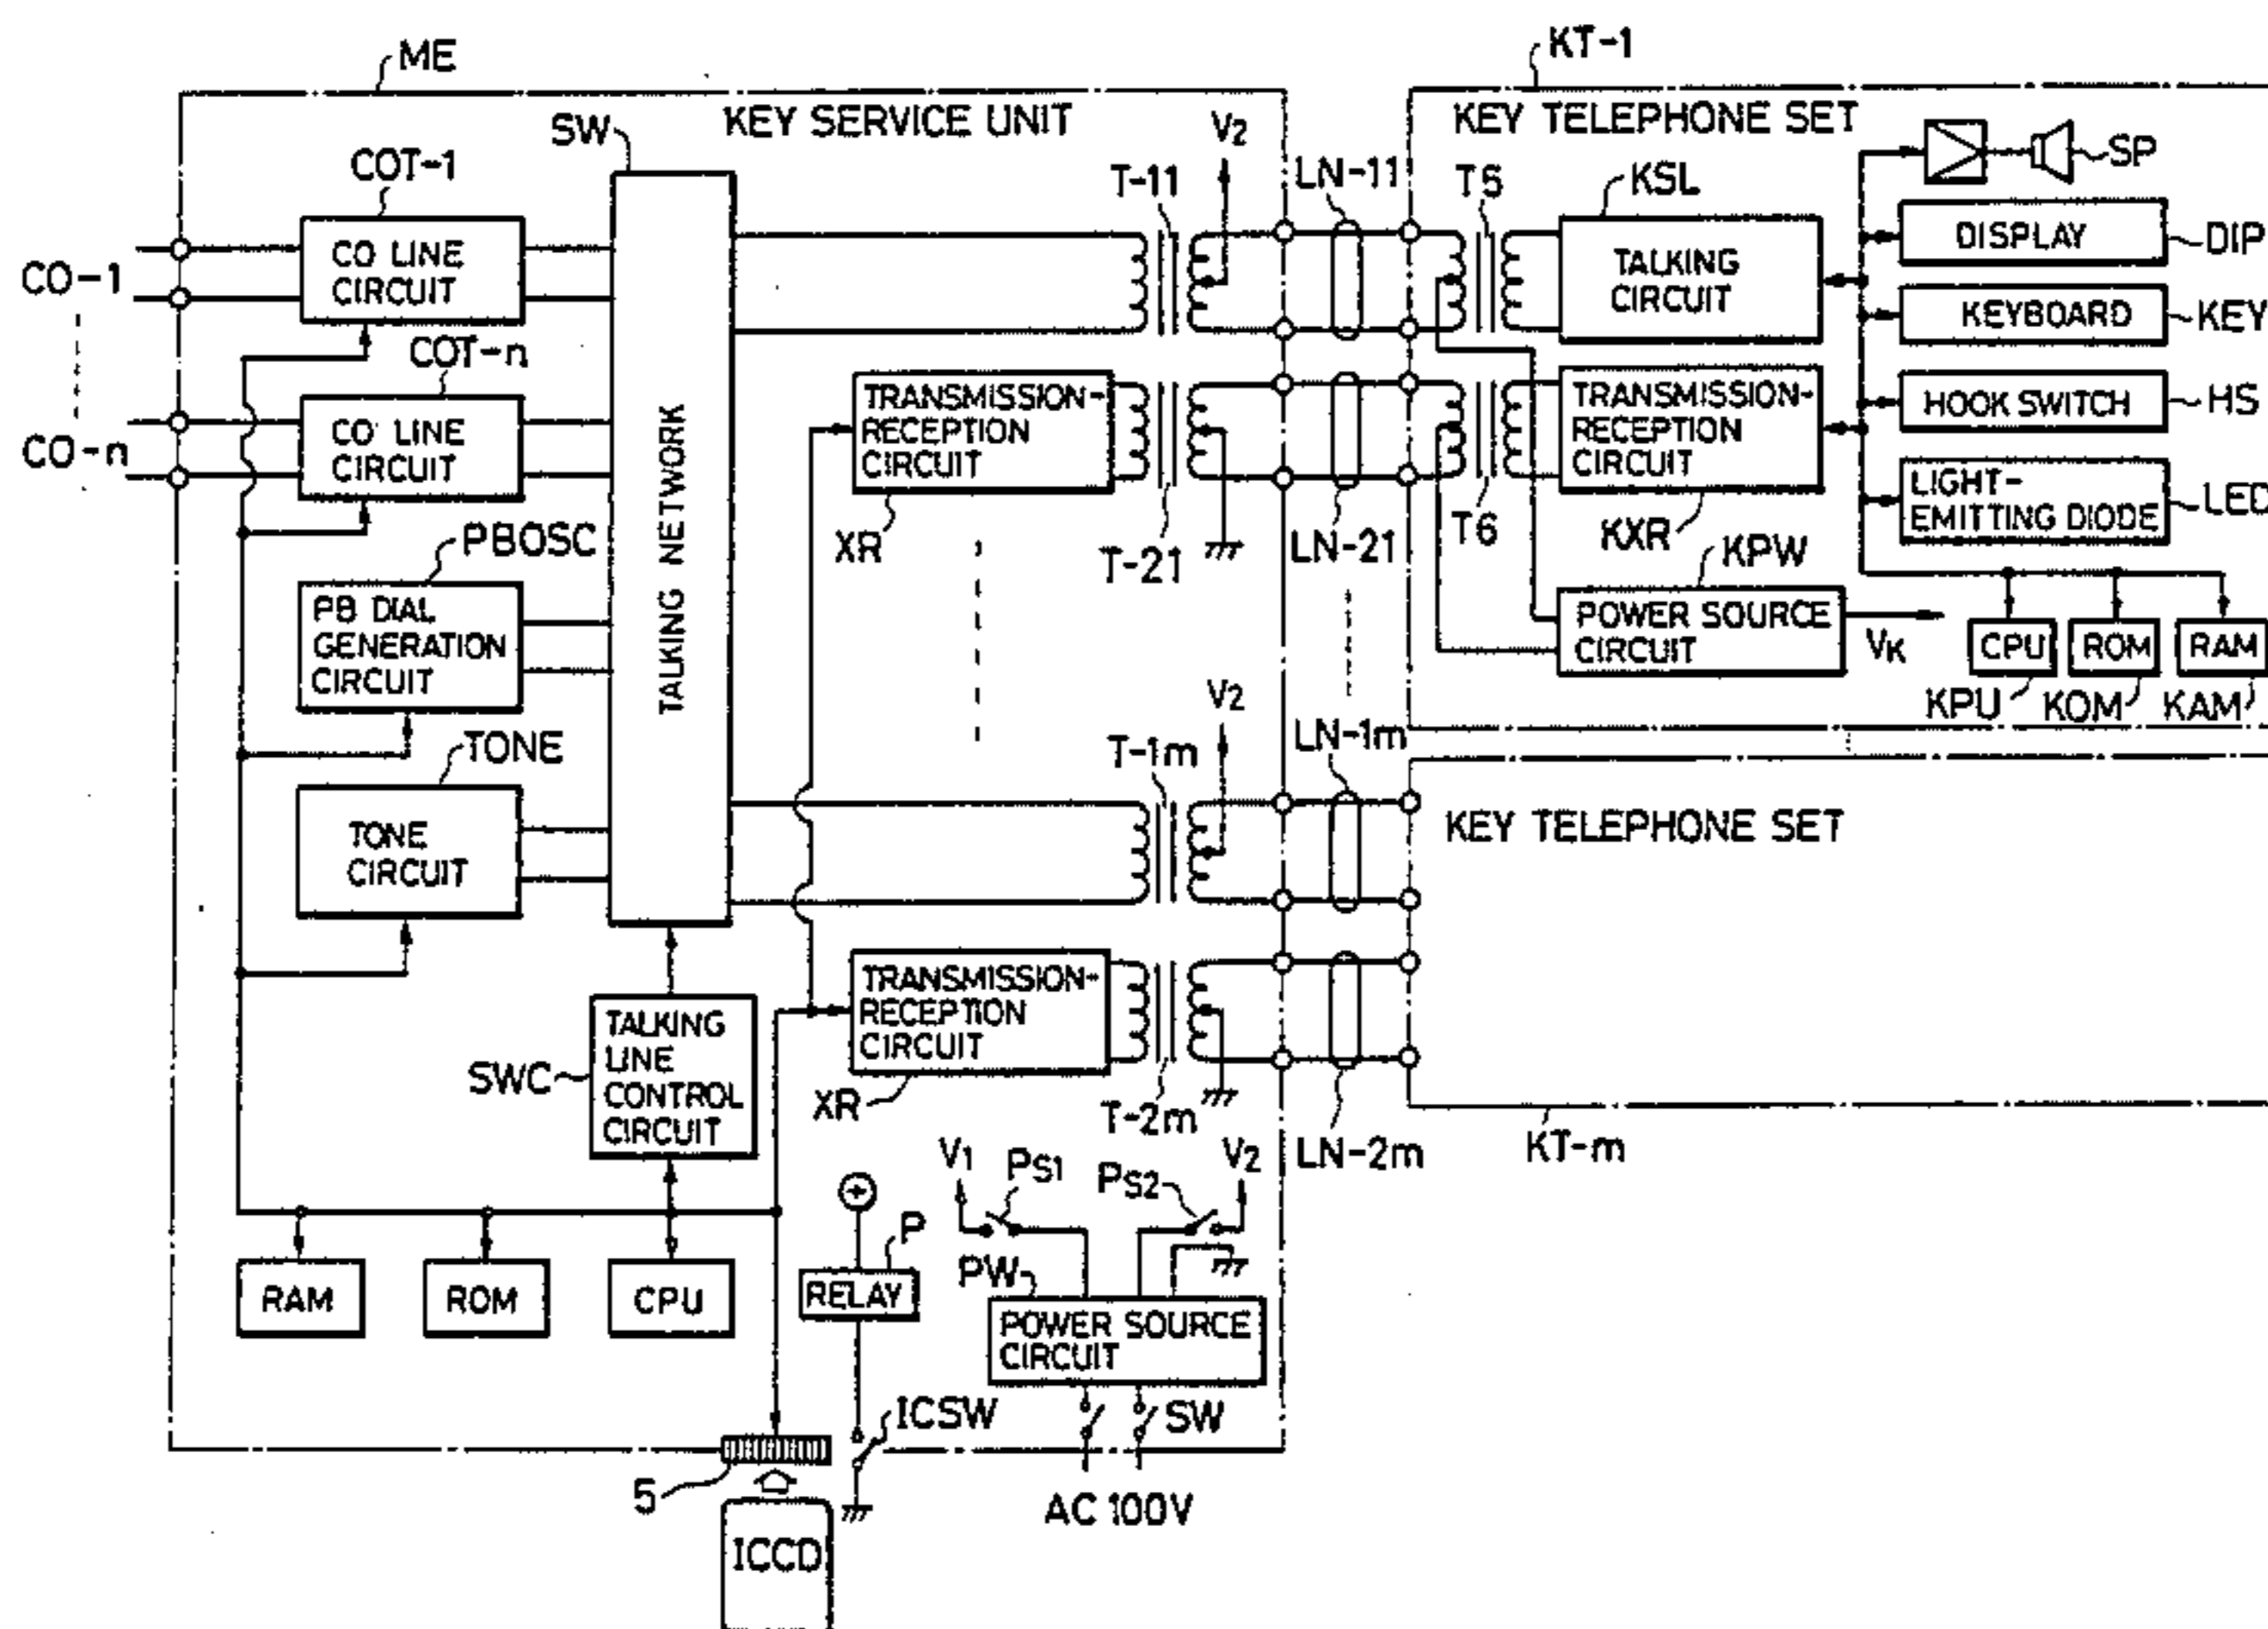 ME
KEY SERVICE UNIT
SW
COT-1
CO LINE
CIRCUIT
CO-1
COT-n
CO LINE
CIRCUIT
CO-n
PBOSC
PB DIAL
GENERATION
CIRCUIT
TONE
TONE
CIRCUIT
TALKING NETWORK
SWC
TALKING
LINE
CONTROL
CIRCUIT
RAM
ROM
CPU
T-11
V2
LN-11
TRANSMISSION-
RECEPTION
CIRCUIT
XR
T-21
LN-21
T-1m
V2
LN-1m
TRANSMISSION-
RECEPTION
CIRCUIT
XR
T-2m
LN-2m
P
RELAY
V1
PS1
PS2
V2
PW
POWER SOURCE
CIRCUIT
ICSW
SW
AC 100V
5
ICCD
KT-1
KEY TELEPHONE SET
T5
KSL
TALKING
CIRCUIT
SP
DISPLAY
DIP
KEYBOARD
KEY
HOOK SWITCH
HS
LIGHT-
EMITTING DIODE
LED
T6
TRANSMISSION-
RECEPTION
CIRCUIT
KXR
KPW
POWER SOURCE
CIRCUIT
VK
CPU
ROM
RAM
KPU
KOM
KAM
KEY TELEPHONE SET
KT-m